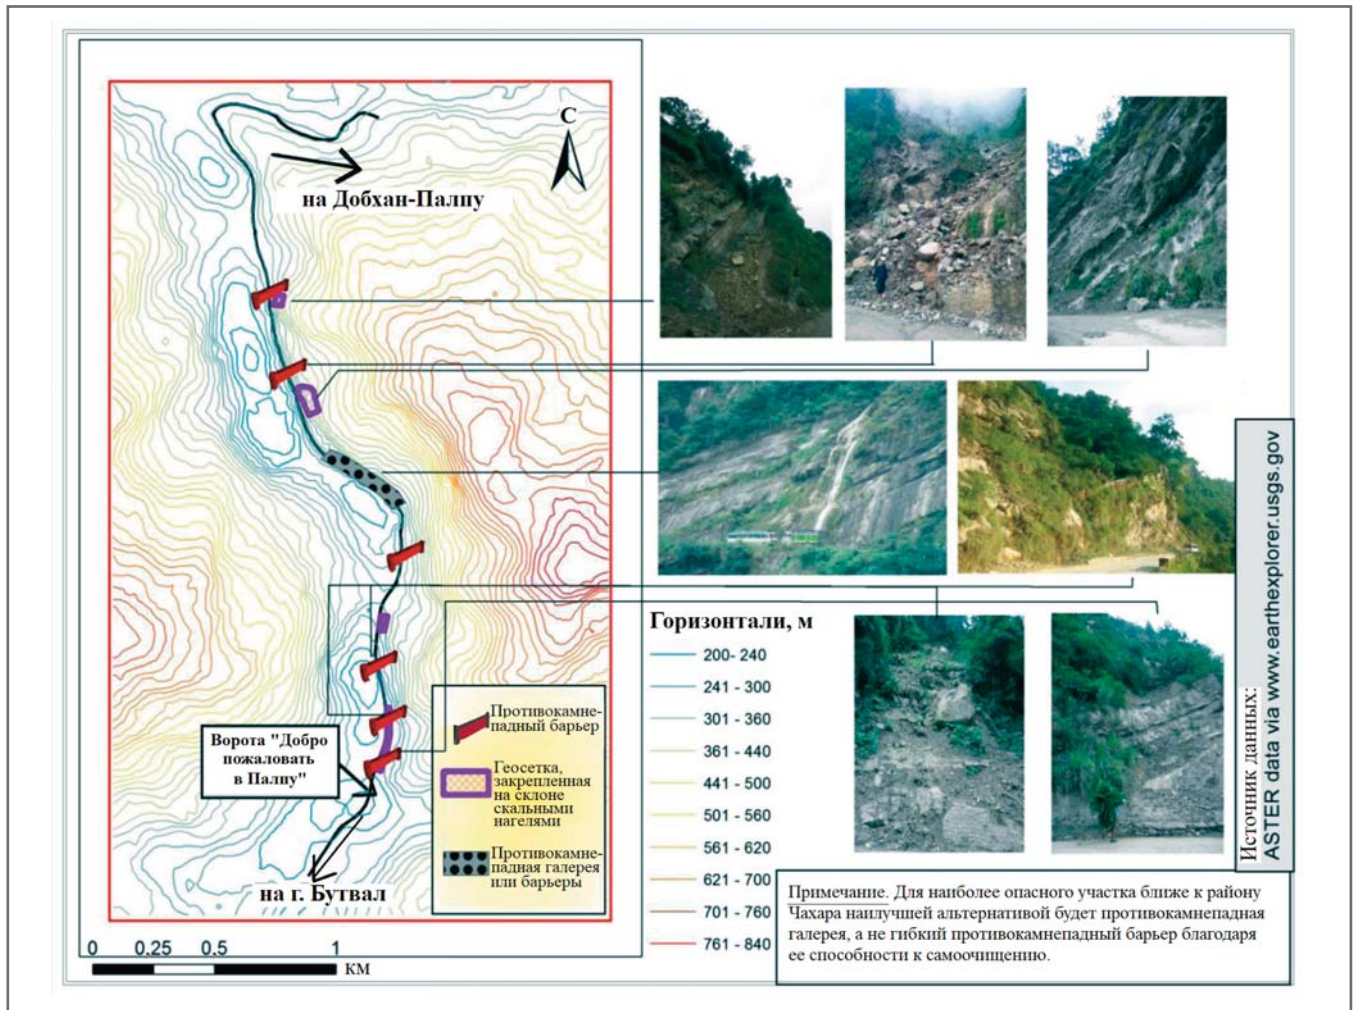 С
на Добхан-Палпу
Ворота "Добро
пожаловать
в Палпу"
на г. Бутвал
Противокамне-
падный барьер
Геосетка,
закрепленная
на склоне
скальными
нагелями
Противокамне-
падная галерея
или барьеры
0 0.25 0.5 1
км
Горизонтали, м
200- 240
241 - 300
301 - 360
361 - 440
441 - 500
501 - 560
561 - 620
621 - 700
701 - 760
761 - 840
Источник данных:
ASTER data via www.earthexplorer.usgs.gov
Примечание. Для наиболее опасного участка ближе к району
Чахара наилучшей альтернативой будет противокамнепадная
галерея, а не гибкий противокамнепадный барьер благодаря
ее способности к самоочищению.